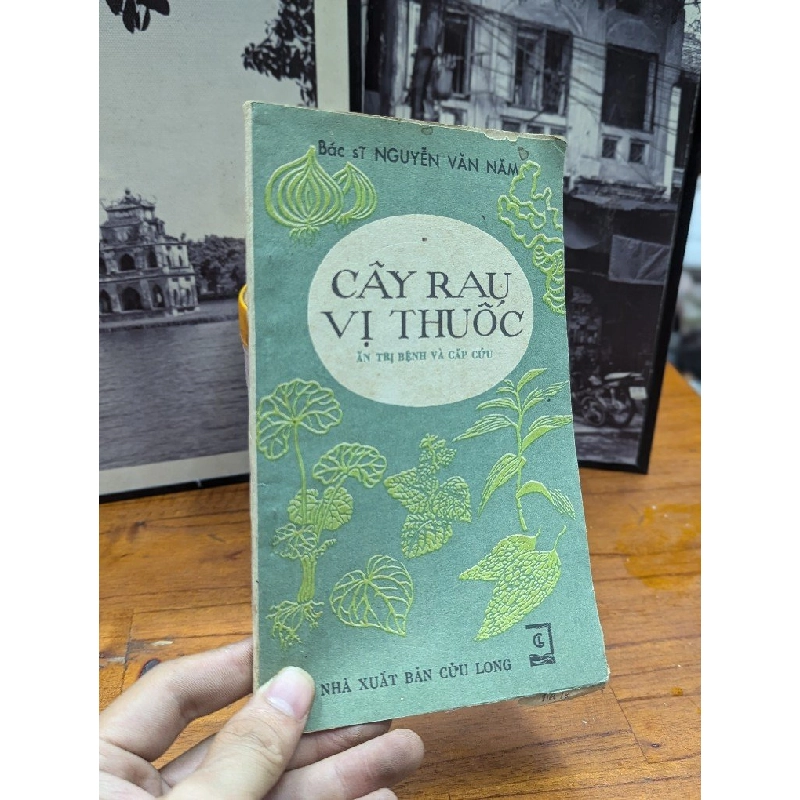 Bác sĩ NGUYỄN VĂN NĂM
CÂY RAU
VỊ THUỐC
ĂN TRỊ BỆNH VÀ CẤP CỨU
NHÀ XUẤT BẢN CỬU LONG